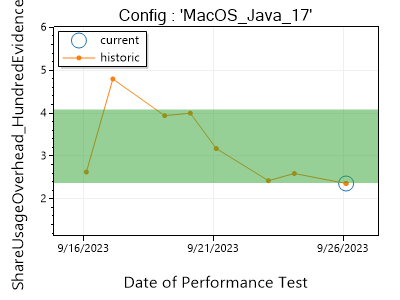 Config : 'MacOS_Java_17'
current
historic
6
5
4
3
2
ShareUsageOverhead_HundredEvidence
9/16/2023
9/21/2023
9/26/2023
Date of Performance Test